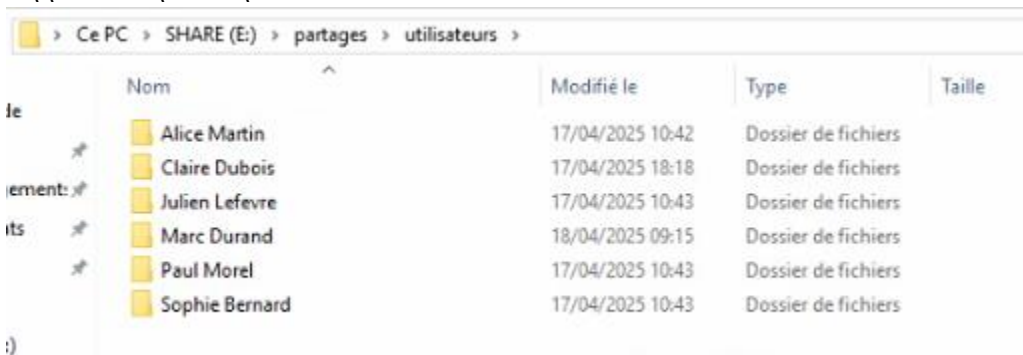 Ce PC > SHARE (E:) > partages > utilisateurs >
Nom Modifié le Type Taille
Alice Martin 17/04/2025 10:42 Dossier de fichiers
Claire Dubois 17/04/2025 18:18 Dossier de fichiers
Julien Lefevre 17/04/2025 10:43 Dossier de fichiers
Marc Durand 18/04/2025 09:15 Dossier de fichiers
Paul Morel 17/04/2025 10:43 Dossier de fichiers
Sophie Bernard 17/04/2025 10:43 Dossier de fichiers